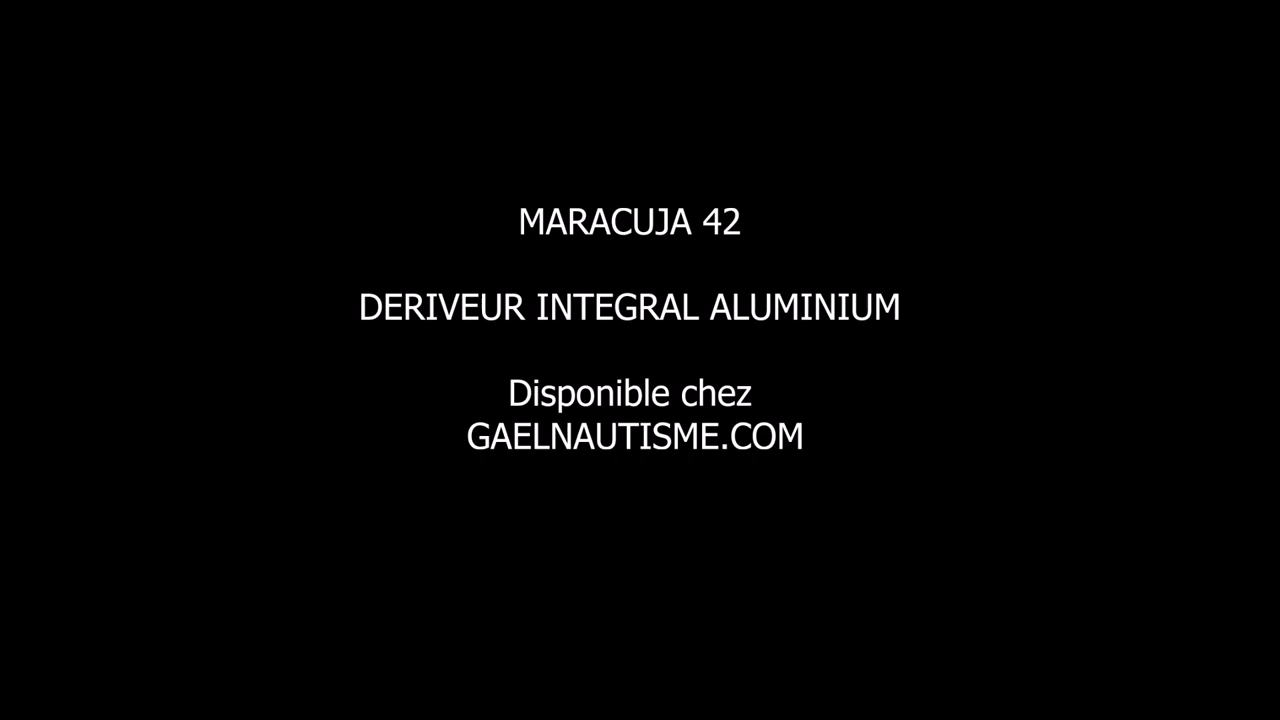 MARACUJA 42
DERIVEUR INTEGRAL ALUMINIUM
Disponible chez
GAELNAUTISME.COM